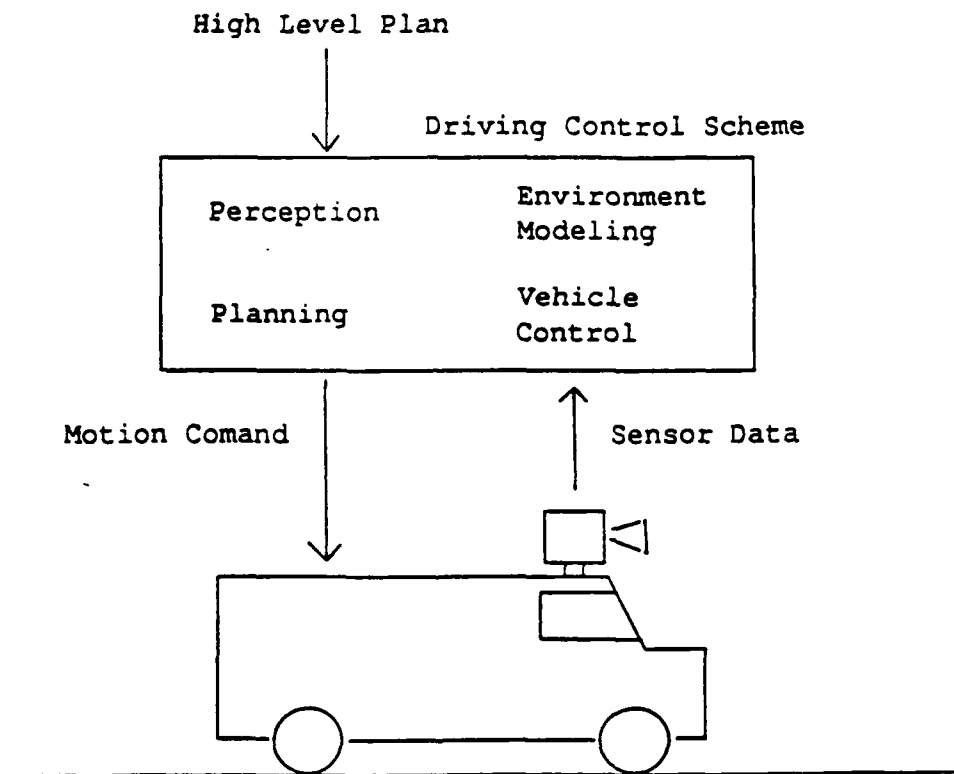 High Level Plan
Driving Control Scheme
Perception
Environment
Modeling
Planning
Vehicle
Control
Motion Comand
Sensor Data